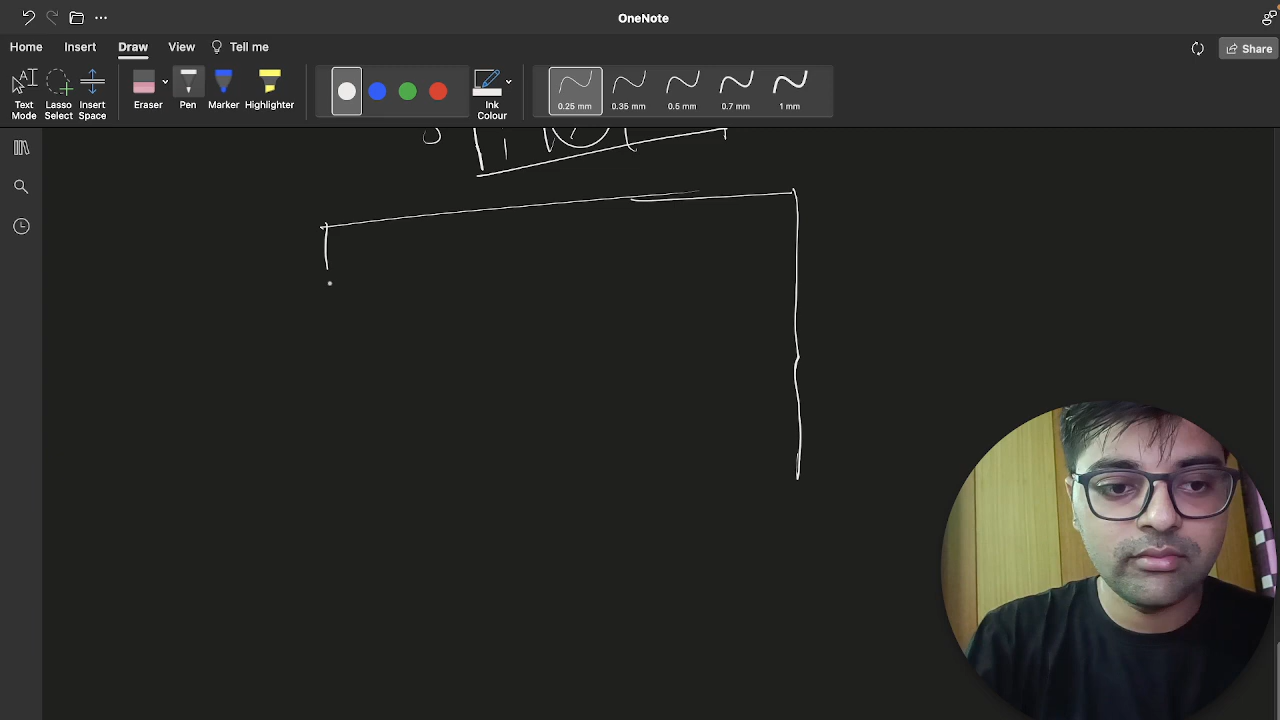 OneNote
Home Insert Draw View Tell me
Share
Text Mode
Lasso Select
Insert Space
Eraser
Pen
Marker
Highlighter
Ink Colour
0.25 mm
0.35 mm
0.5 mm
0.7 mm
1 mm